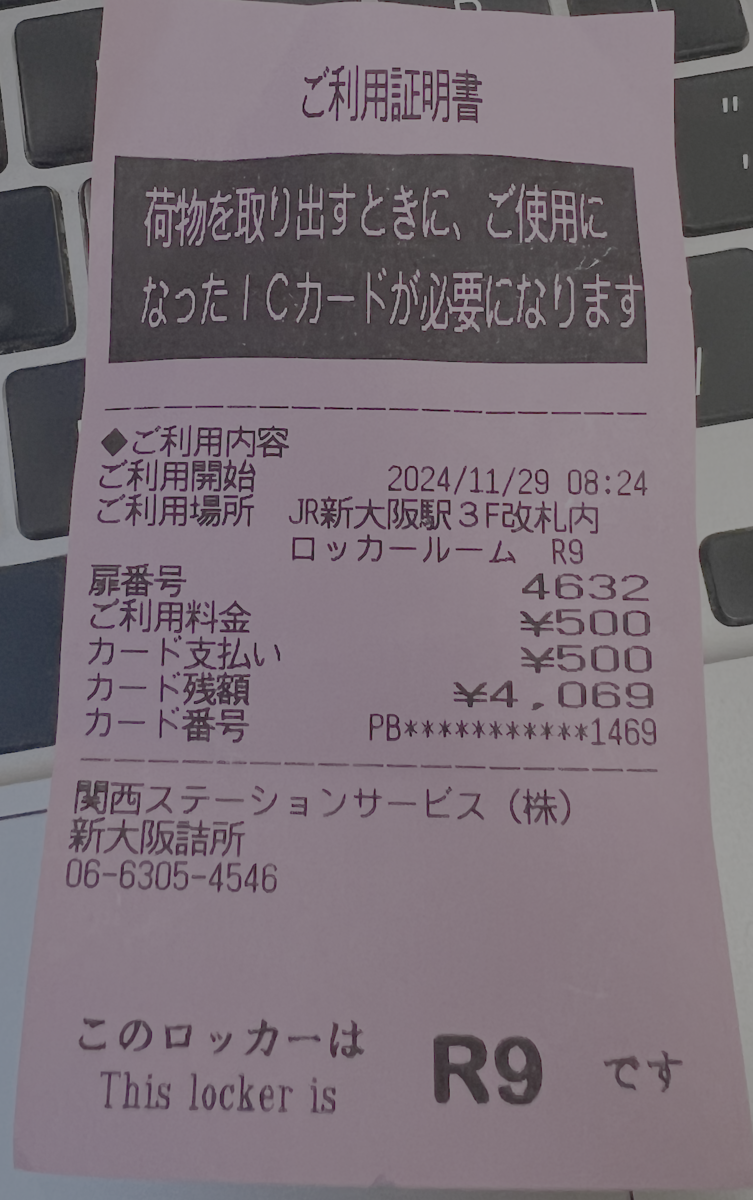 ご利用証明書
荷物を取り出すときに、ご使用に
なったICカードが必要になります
◆ご利用内容
ご利用開始 2024/11/29 08:24
ご利用場所 JR新大阪駅3F改札内
ロッカールーム R9
扉番号 4632
ご利用料金 ¥500
カード支払い ¥500
カード残額 ¥4,069
カード番号 PB***********1469
関西ステーションサービス(株)
新大阪詰所
06-6305-4546
このロッカーは R9 です
This locker is